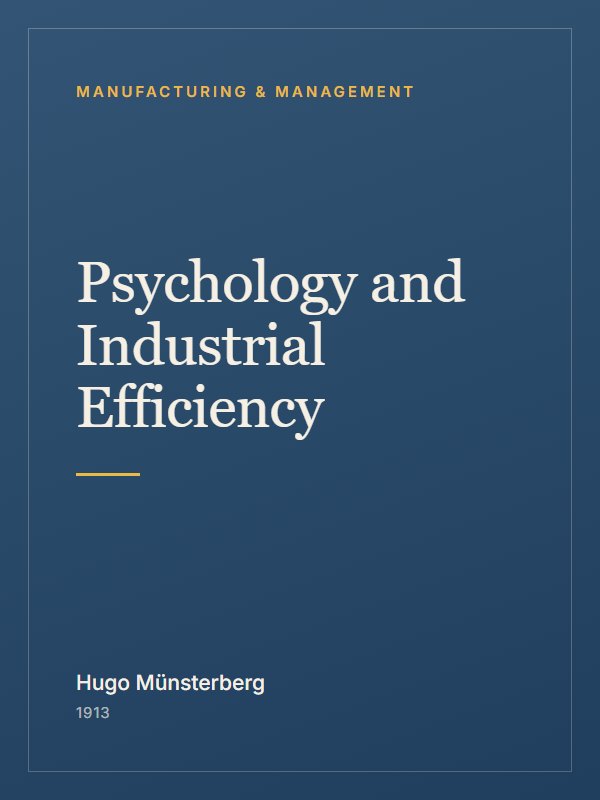 MANUFACTURING & MANAGEMENT
Psychology and
Industrial
Efficiency
Hugo Münsterberg
1913